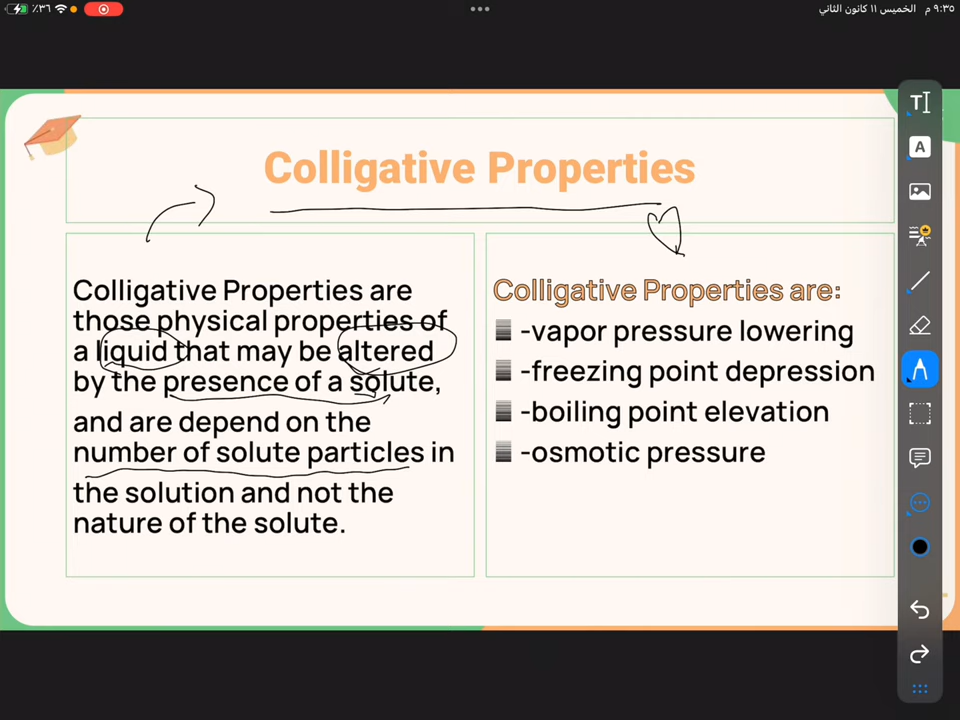 ٪٣٦ الخميس ١١ كانون الثاني ٩:٣٥ م
Colligative Properties
Colligative Properties are
those physical properties of
a liquid that may be altered
by the presence of a solute,
and are depend on the
number of solute particles in
the solution and not the
nature of the solute.
Colligative Properties are:
-vapor pressure lowering
-freezing point depression
-boiling point elevation
-osmotic pressure
T
A